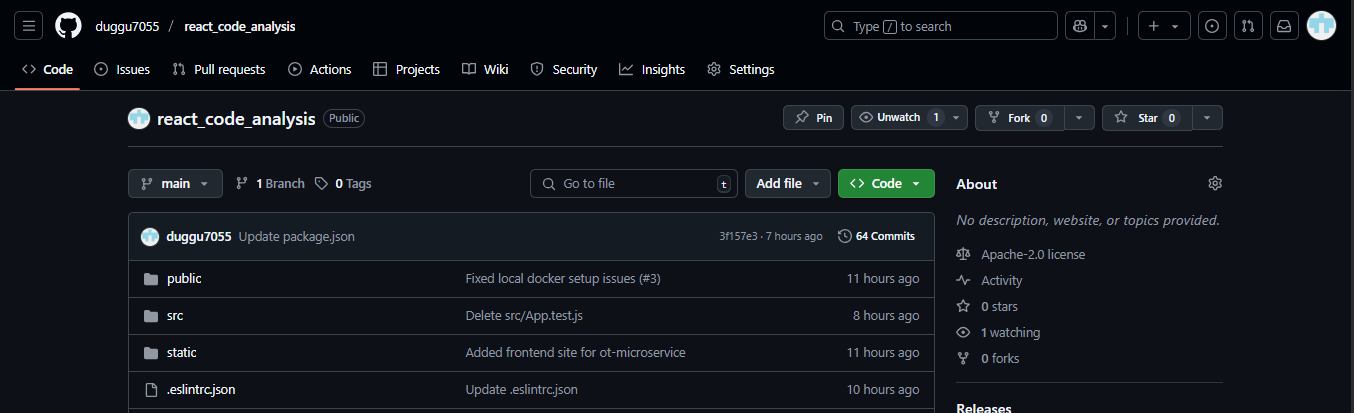 duggu7055 / react_code_analysis Type / to search
Code Issues Pull requests Actions Projects Wiki Security Insights Settings
react_code_analysis Public Pin Unwatch 1 Fork 0 Star 0
main 1 Branch 0 Tags Go to file t Add file Code About
No description, website, or topics provided.
duggu7055 Update package.json 3f157e3 · 7 hours ago 64 Commits
Apache-2.0 license
public Fixed local docker setup issues (#3) 11 hours ago
Activity
0 stars
src Delete src/App.test.js 8 hours ago
1 watching
static Added frontend site for ot-microservice 11 hours ago
0 forks
.eslintrc.json Update .eslintrc.json 10 hours ago
Releases